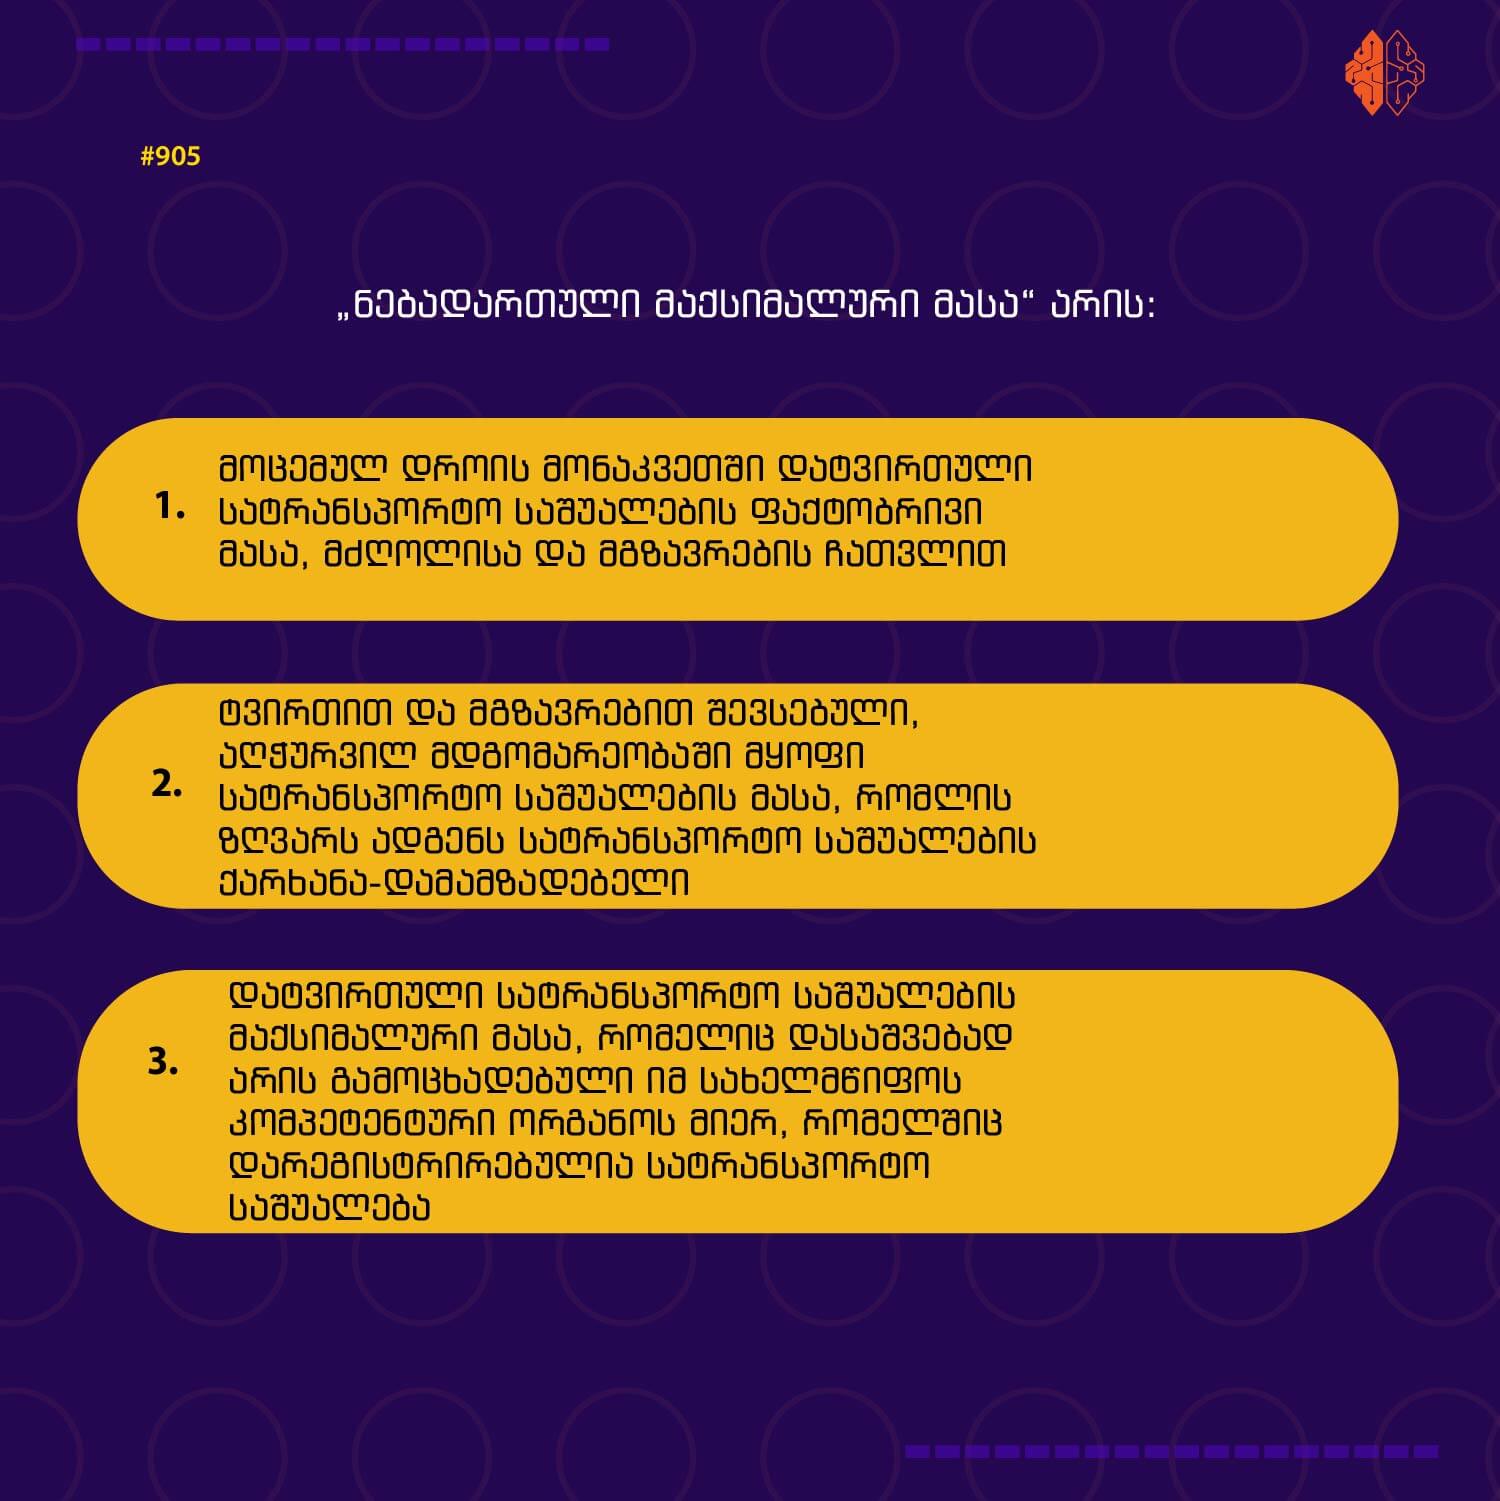 #905
„ნებადართული მაქსიმალური მასა“ არის:
1. მოცემულ დროის მონაკვეთში დატვირთული
სატრანსპორტო საშუალების ფაქტობრივი
მასა, მძღოლისა და მგზავრების ჩათვლით
2. ტვირთით და მგზავრებით შევსებული,
აღჭურვილ მდგომარეობაში მყოფი
სატრანსპორტო საშუალების მასა, რომლის
ზღვარს ადგენს სატრანსპორტო საშუალების
ქარხანა-დამამზადებელი
3. დატვირთული სატრანსპორტო საშუალების
მაქსიმალური მასა, რომელიც დასაშვებად
არის გამოცხადებული იმ სახელმწიფოს
კომპეტენტური ორგანოს მიერ, რომელშიც
დარეგისტრირებულია სატრანსპორტო
საშუალება